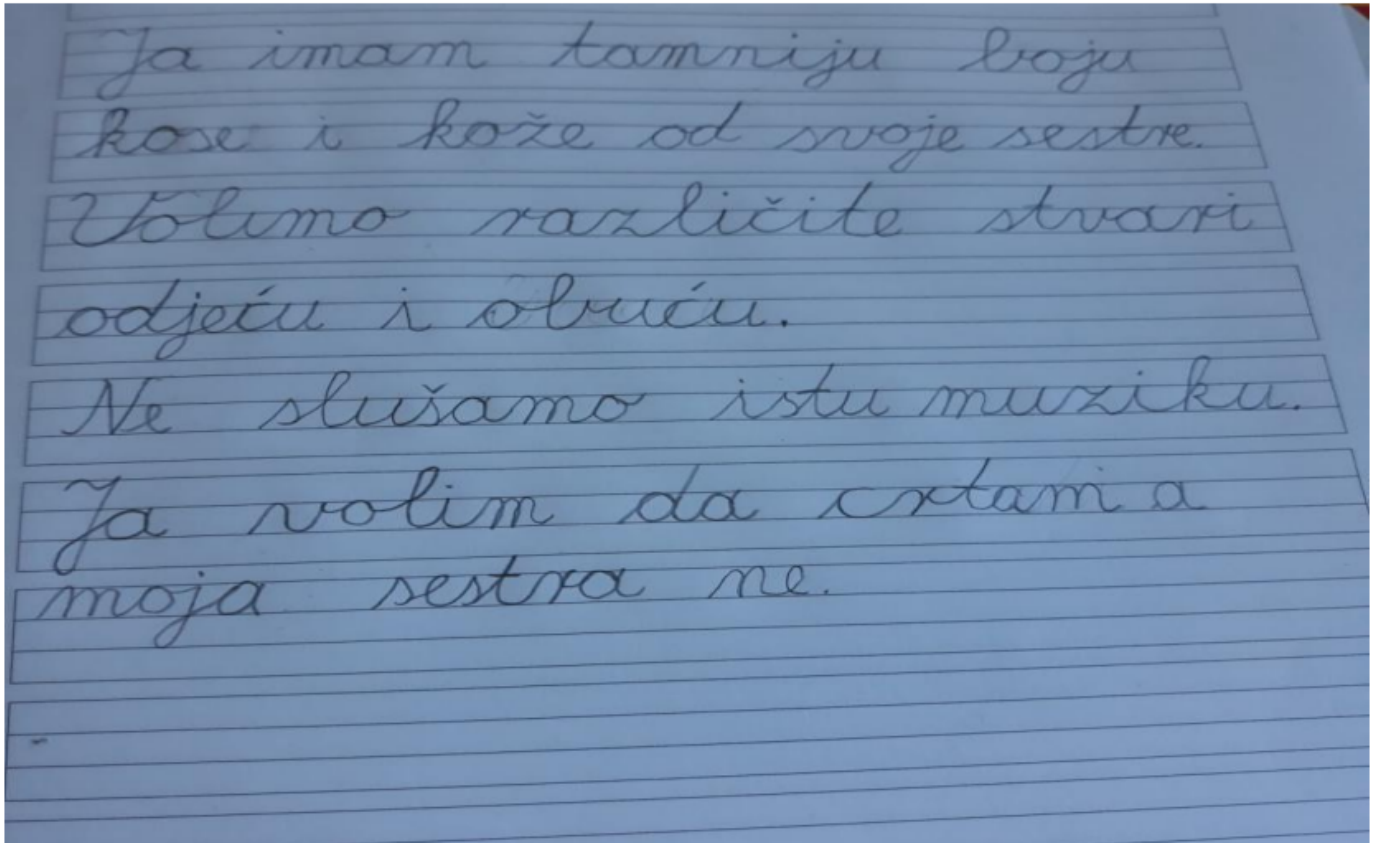 Ja imam tamniju boju
kose i kože od svoje sestre.
Volimo različite stvari
odjeću i obuću.
Ne slušamo istu muziku.
Ja volim da crtam a
moja sestra ne.